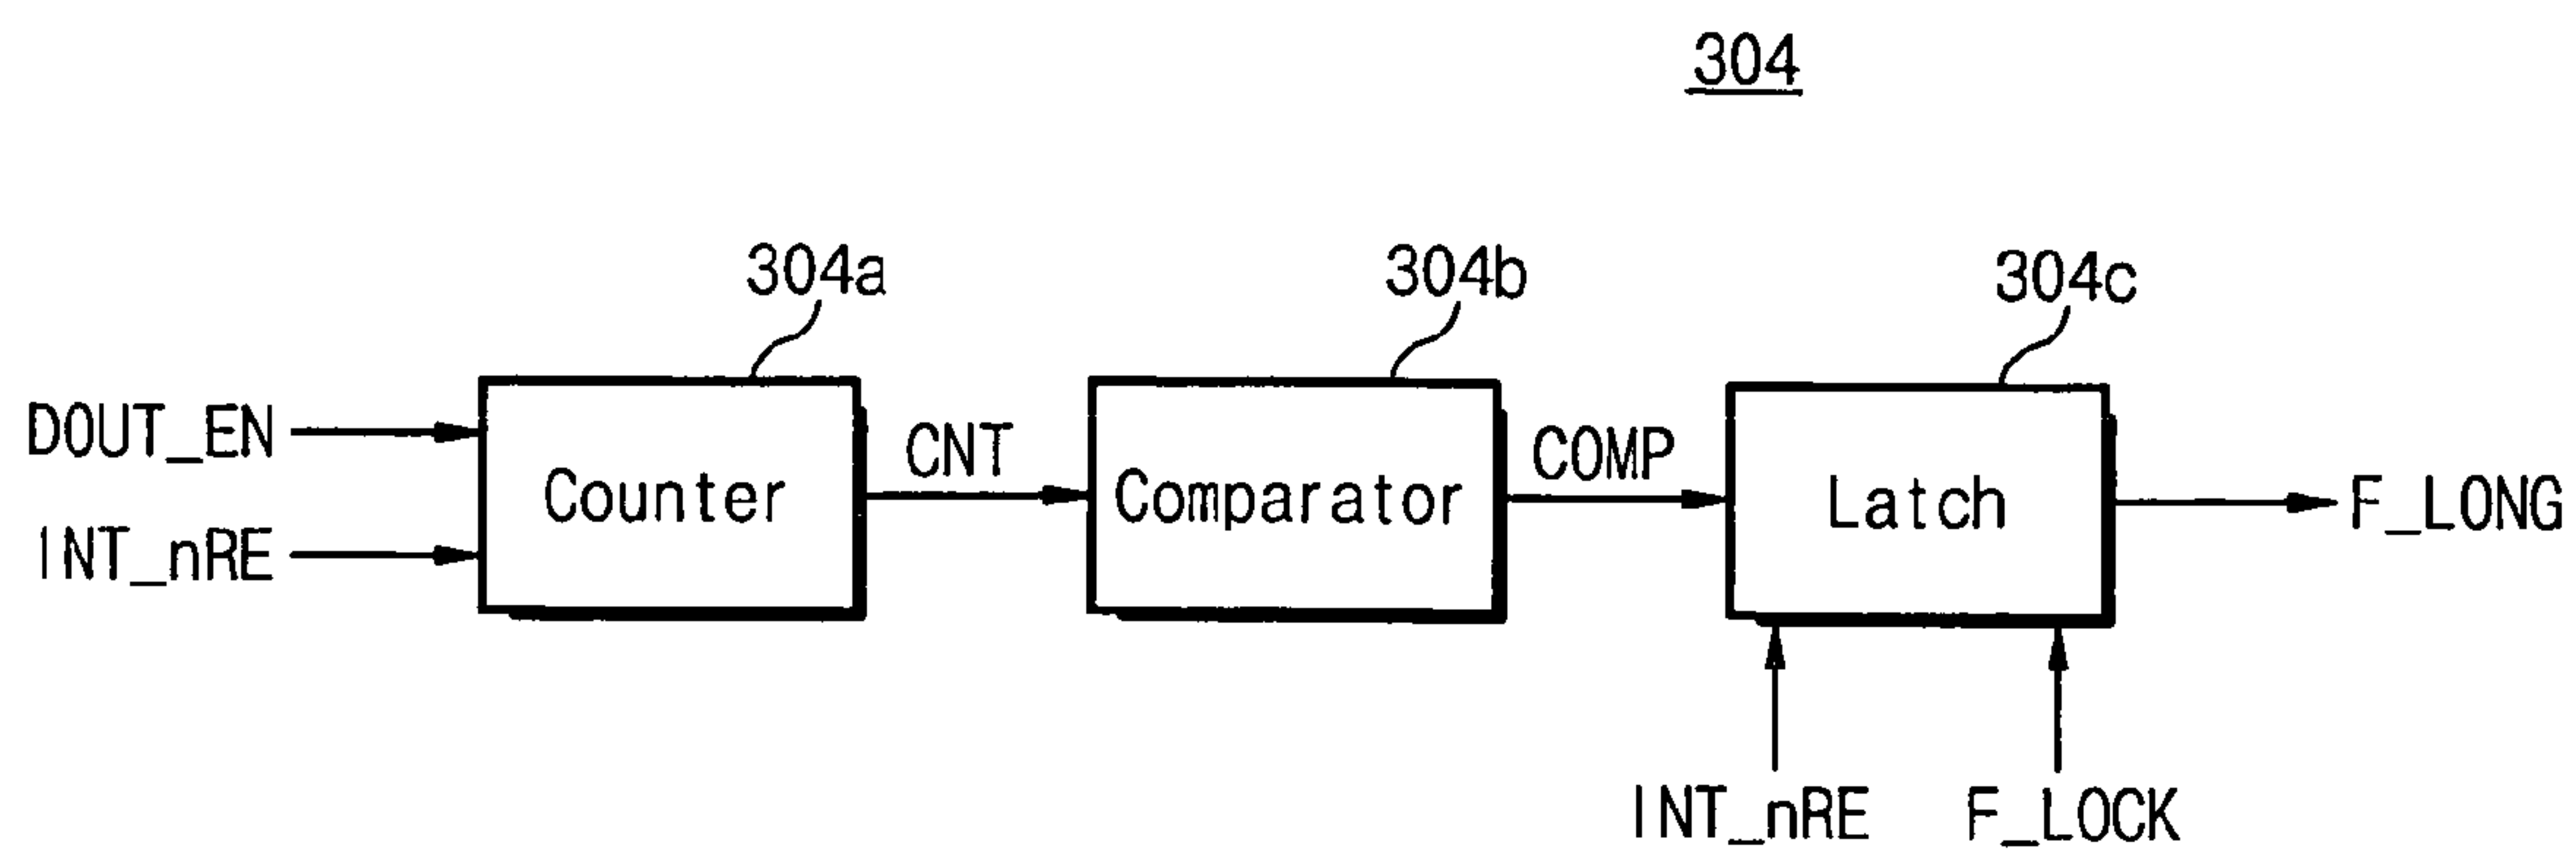 304
304a
304b
304c
DOUT_EN
INT_nRE
Counter
CNT
Comparator
COMP
Latch
F_LONG
INT_nRE
F_LOCK